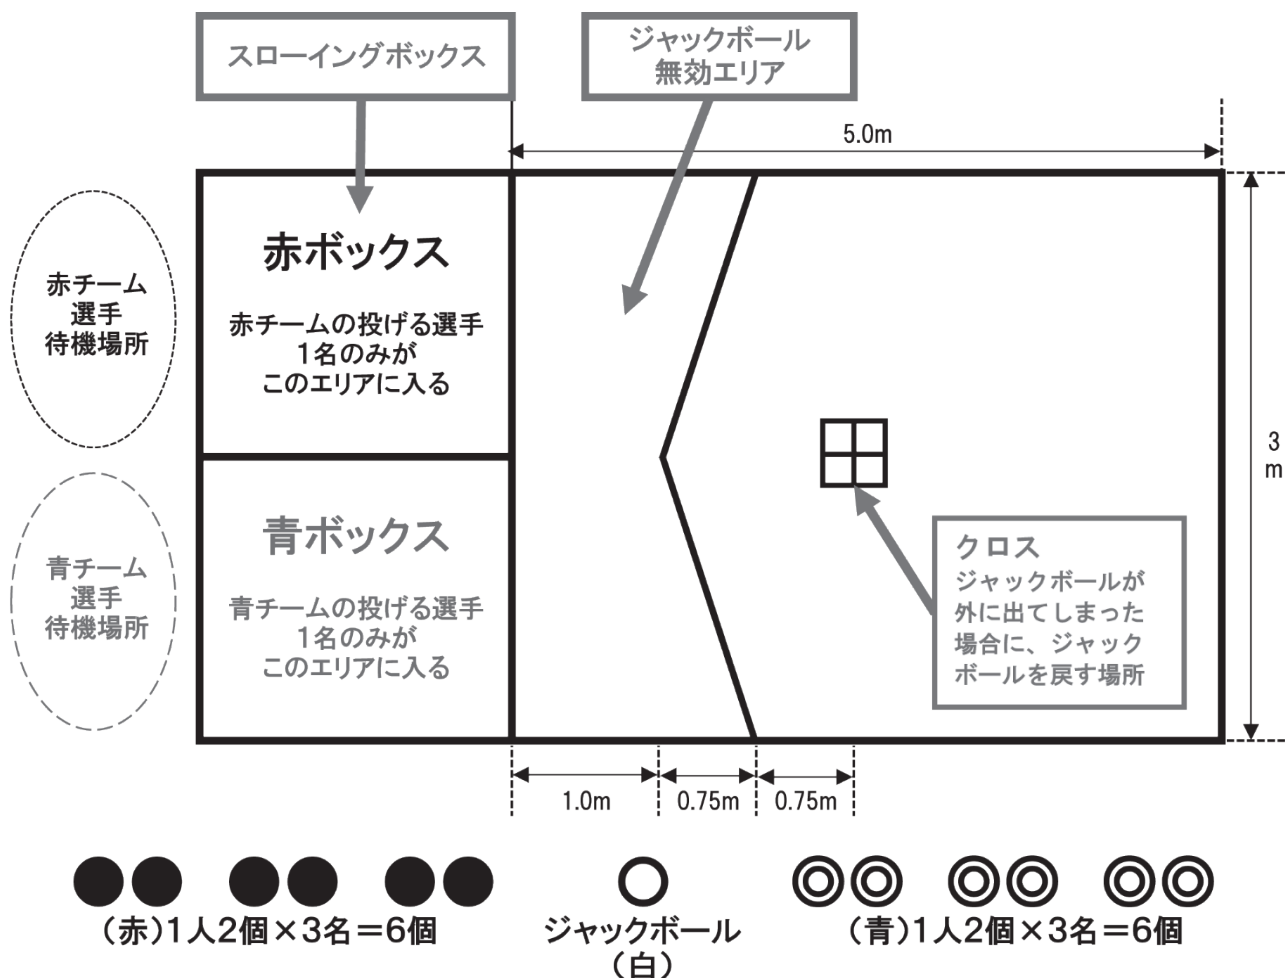 スローイングボックス
ジャックボール
無効エリア
5.0m
赤ボックス
赤チームの投げる選手
1名のみが
このエリアに入る
赤チーム
選手
待機場所
3
m
青ボックス
青チームの投げる選手
1名のみが
このエリアに入る
青チーム
選手
待機場所
クロス
ジャックボールが
外に出てしまった
場合に、ジャック
ボールを戻す場所
1.0m
0.75m
0.75m
（赤）1人2個×3名＝6個
ジャックボール
（白）
（青）1人2個×3名＝6個